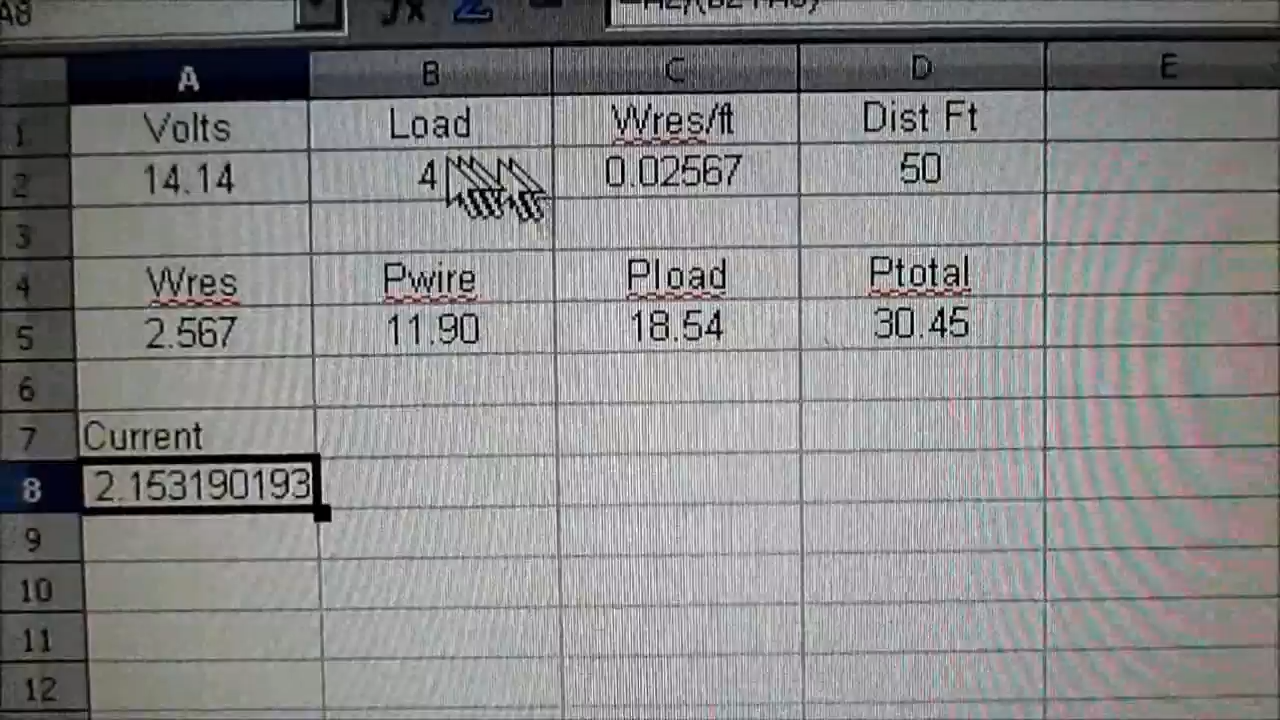 A8
A B C D E
1 Volts Load Wres/ft Dist Ft
2 14.14 4 0.02567 50
3
4 Wres Pwire Pload Ptotal
5 2.567 11.90 18.54 30.45
6
7 Current
8 2.153190193
9
10
11
12